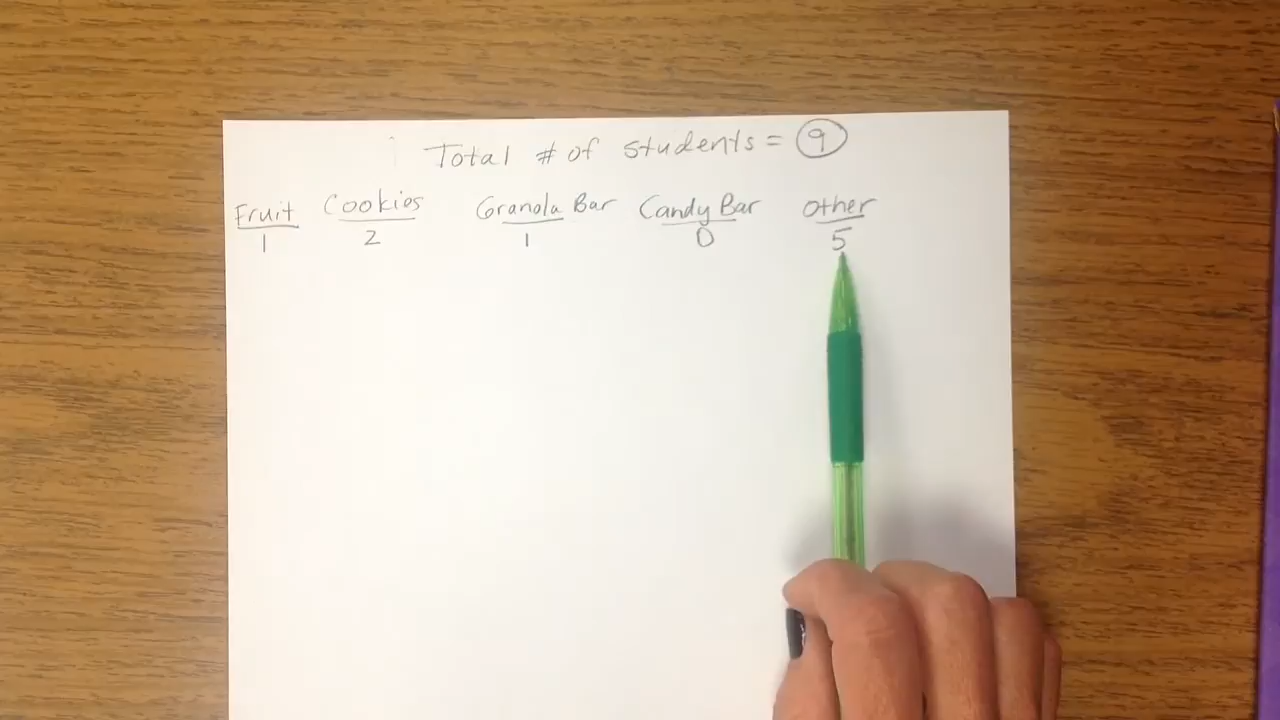 Total # of students = 9
Fruit Cookies Granola Bar Candy Bar Other
1 2 1 0 5